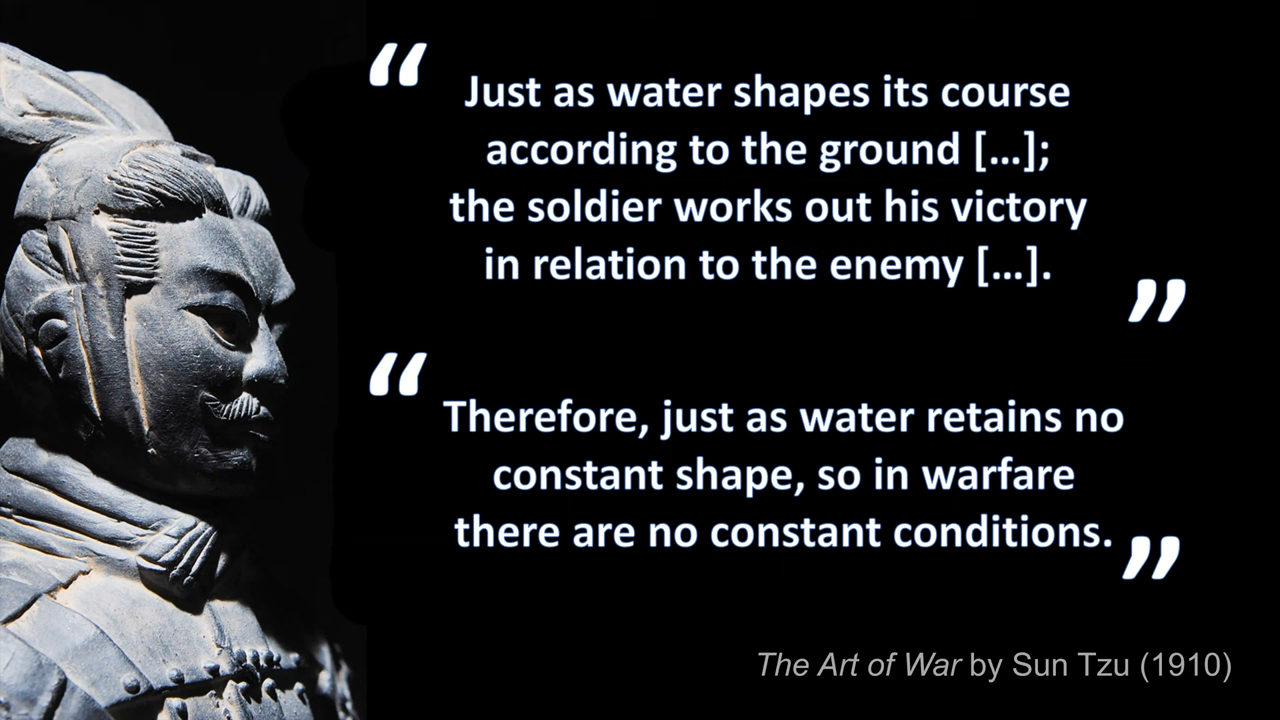 “ Just as water shapes its course
according to the ground […];
the soldier works out his victory
in relation to the enemy […]. ”
“ Therefore, just as water retains no
constant shape, so in warfare
there are no constant conditions. ”
The Art of War by Sun Tzu (1910)